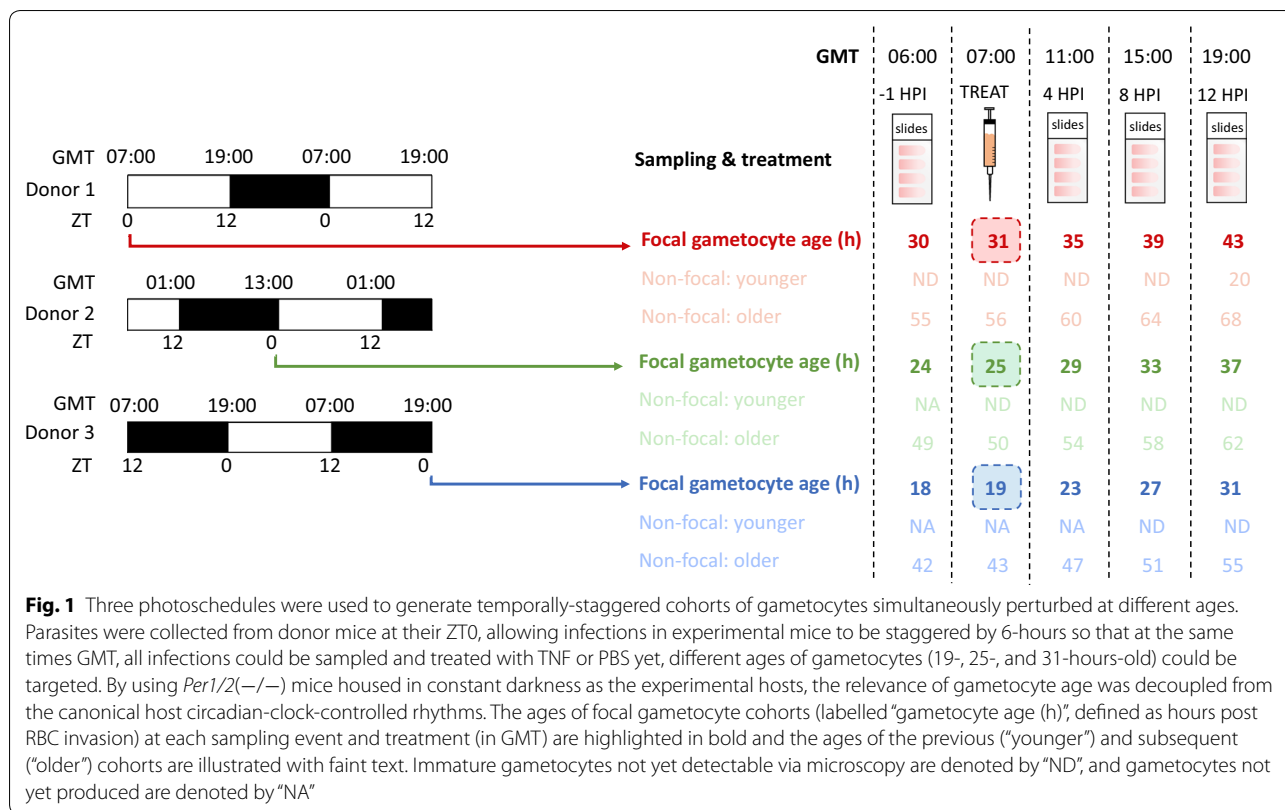 GMT 06:00 07:00 11:00 15:00 19:00
-1 HPI TREAT 4 HPI 8 HPI 12 HPI
slides slides slides slides
Sampling & treatment
GMT 07:00 19:00 07:00 19:00
Donor 1
ZT 0 12 0 12
Focal gametocyte age (h) 30 31 35 39 43
Non-focal: younger ND ND ND ND 20
Non-focal: older 55 56 60 64 68
GMT 01:00 13:00 01:00
Donor 2
ZT 12 0 12
Focal gametocyte age (h) 24 25 29 33 37
Non-focal: younger NA ND ND ND ND
Non-focal: older 49 50 54 58 62
GMT 07:00 19:00 07:00 19:00
Donor 3
ZT 12 0 12 0
Focal gametocyte age (h) 18 19 23 27 31
Non-focal: younger NA NA NA ND ND
Non-focal: older 42 43 47 51 55
Fig. 1 Three photoschedules were used to generate temporally-staggered cohorts of gametocytes simultaneously perturbed at different ages.
Parasites were collected from donor mice at their ZT0, allowing infections in experimental mice to be staggered by 6-hours so that at the same
times GMT, all infections could be sampled and treated with TNF or PBS yet, different ages of gametocytes (19-, 25-, and 31-hours-old) could be
targeted. By using Per1/2(−/−) mice housed in constant darkness as the experimental hosts, the relevance of gametocyte age was decoupled from
the canonical host circadian-clock-controlled rhythms. The ages of focal gametocyte cohorts (labelled “gametocyte age (h)”, defined as hours post
RBC invasion) at each sampling event and treatment (in GMT) are highlighted in bold and the ages of the previous (“younger”) and subsequent
(“older”) cohorts are illustrated with faint text. Immature gametocytes not yet detectable via microscopy are denoted by “ND”, and gametocytes not
yet produced are denoted by “NA”